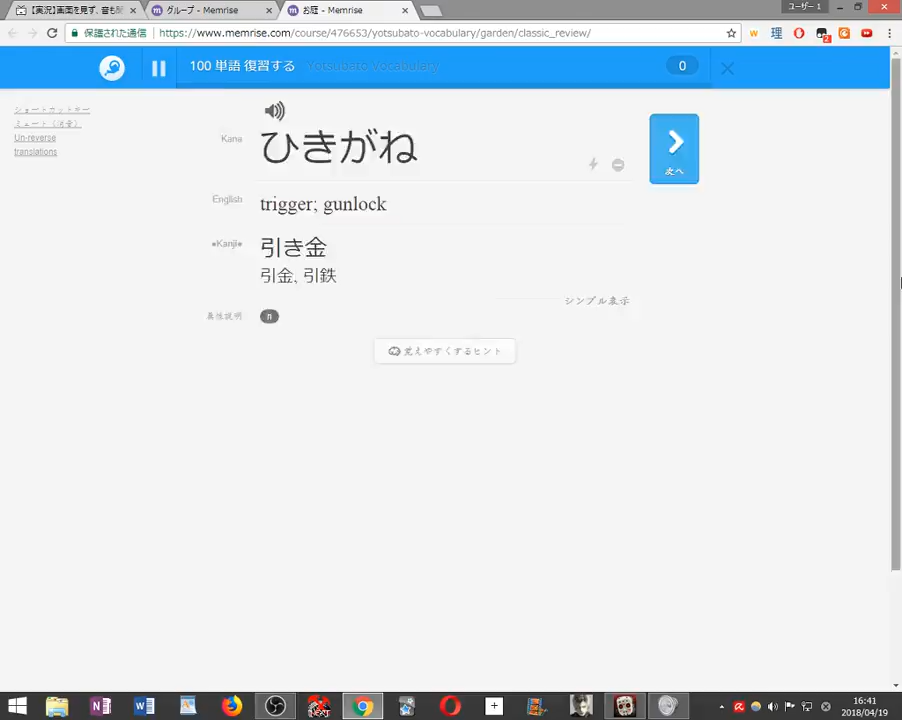 【実況】画面を見ず、音も
グループ - Memrise
お庭 - Memrise
ユーザー 1
保護された通信
https://www.memrise.com/course/476653/yotsubato-vocabulary/garden/classic_review/
100 単語 復習する
Yotsubato Vocabulary
0
ショートカットキー
ミュート（消音）
Un-reverse
translations
Kana
ひきがね
次へ
English
trigger; gunlock
•Kanji•
引き金
引金, 引鉄
シンプル表示
属性説明
n
覚えやすくするヒント
16:41
2018/04/19